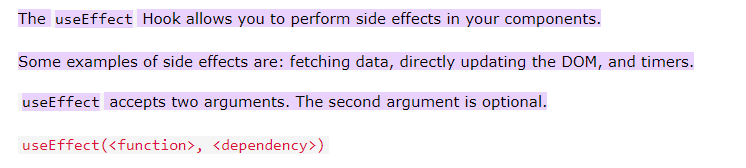 The useEffect Hook allows you to perform side effects in your components.
Some examples of side effects are: fetching data, directly updating the DOM, and timers.
useEffect accepts two arguments. The second argument is optional.
useEffect(<function>, <dependency>)